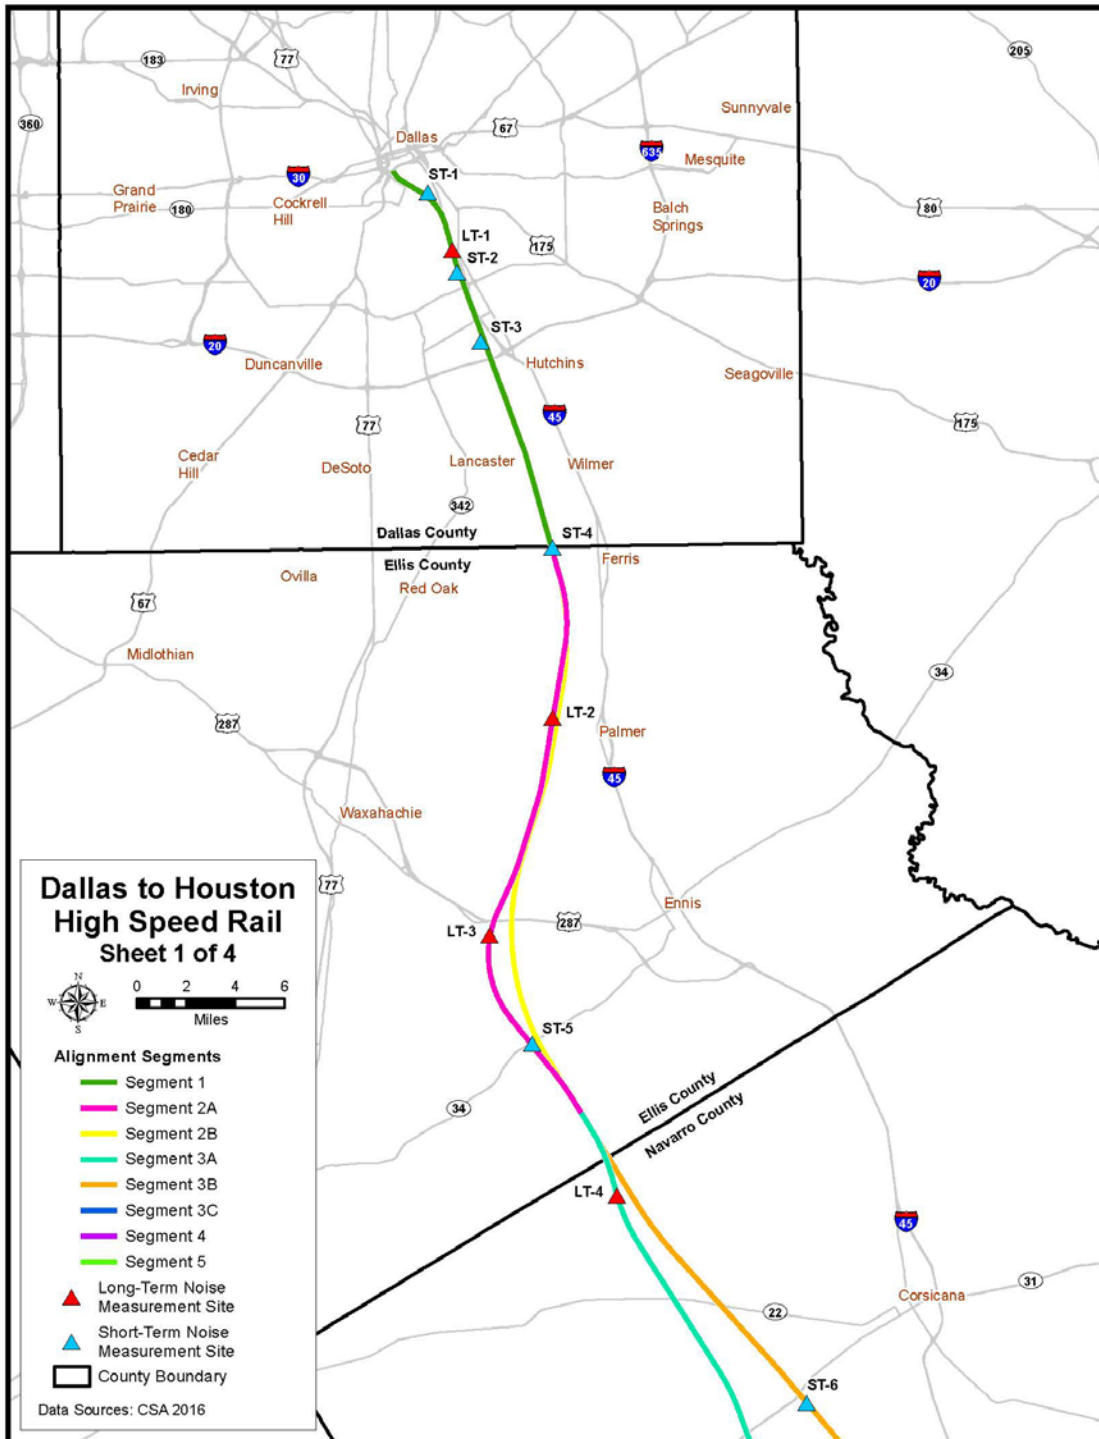 205
183
77
Irving
360
67
Sunnyvale
Dallas
635
Mesquite
ST-1
30
Grand
Prairie
180
Cockrell
Hill
Balch
Springs
80
LT-1
175
ST-2
20
ST-3
20
Duncanville
Hutchins
Seagoville
45
77
175
Cedar
Hill
DeSoto
Lancaster
Wilmer
342
Dallas County
ST-4
Ellis County
Ferris
Ovilla
Red Oak
67
Midlothian
34
LT-2
287
Palmer
45
Waxahachie
77
Ennis
287
LT-3
Dallas to Houston
High Speed Rail
Sheet 1 of 4
N
W
E
S
0 2 4 6
Miles
ST-5
Alignment Segments
Segment 1
Segment 2A
Segment 2B
Segment 3A
Segment 3B
Segment 3C
Segment 4
Segment 5
Long-Term Noise
Measurement Site
Short-Term Noise
Measurement Site
County Boundary
Data Sources: CSA 2016
34
Ellis County
Navarro County
LT-4
45
31
Corsicana
22
ST-6